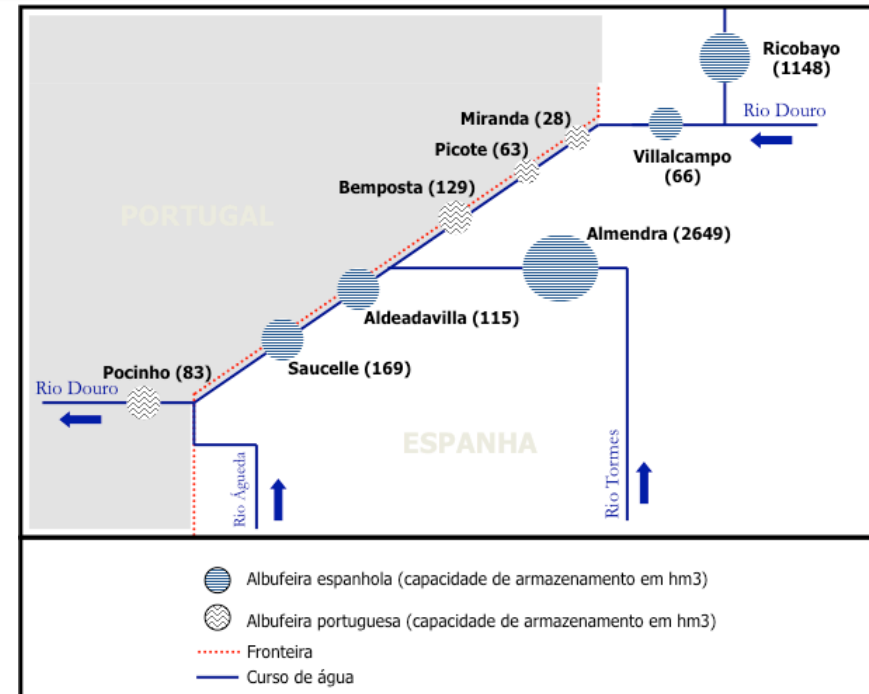 Ricobayo
(1148)
Rio Douro
Miranda (28)
Picote (63)
Villalcampo
(66)
Bemposta (129)
PORTUGAL
Almendra (2649)
Aldeadavilla (115)
Saucelle (169)
Pocinho (83)
Rio Douro
ESPANHA
Rio Águeda
Rio Tormes
Albufeira espanhola (capacidade de armazenamento em hm3)
Albufeira portuguesa (capacidade de armazenamento em hm3)
Fronteira
Curso de água